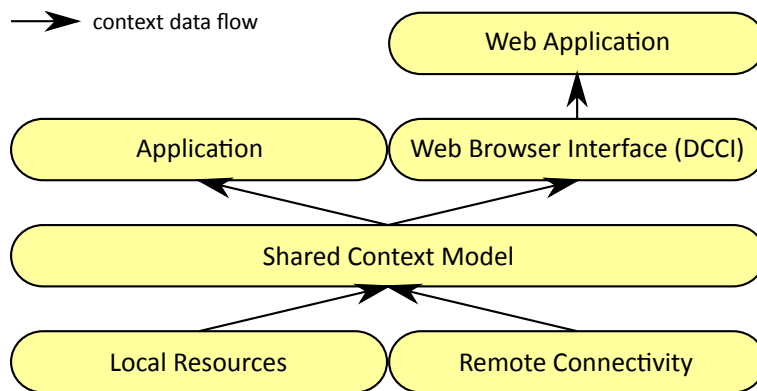 context data flow
Web Application
Application
Web Browser Interface (DCCI)
Shared Context Model
Local Resources
Remote Connectivity